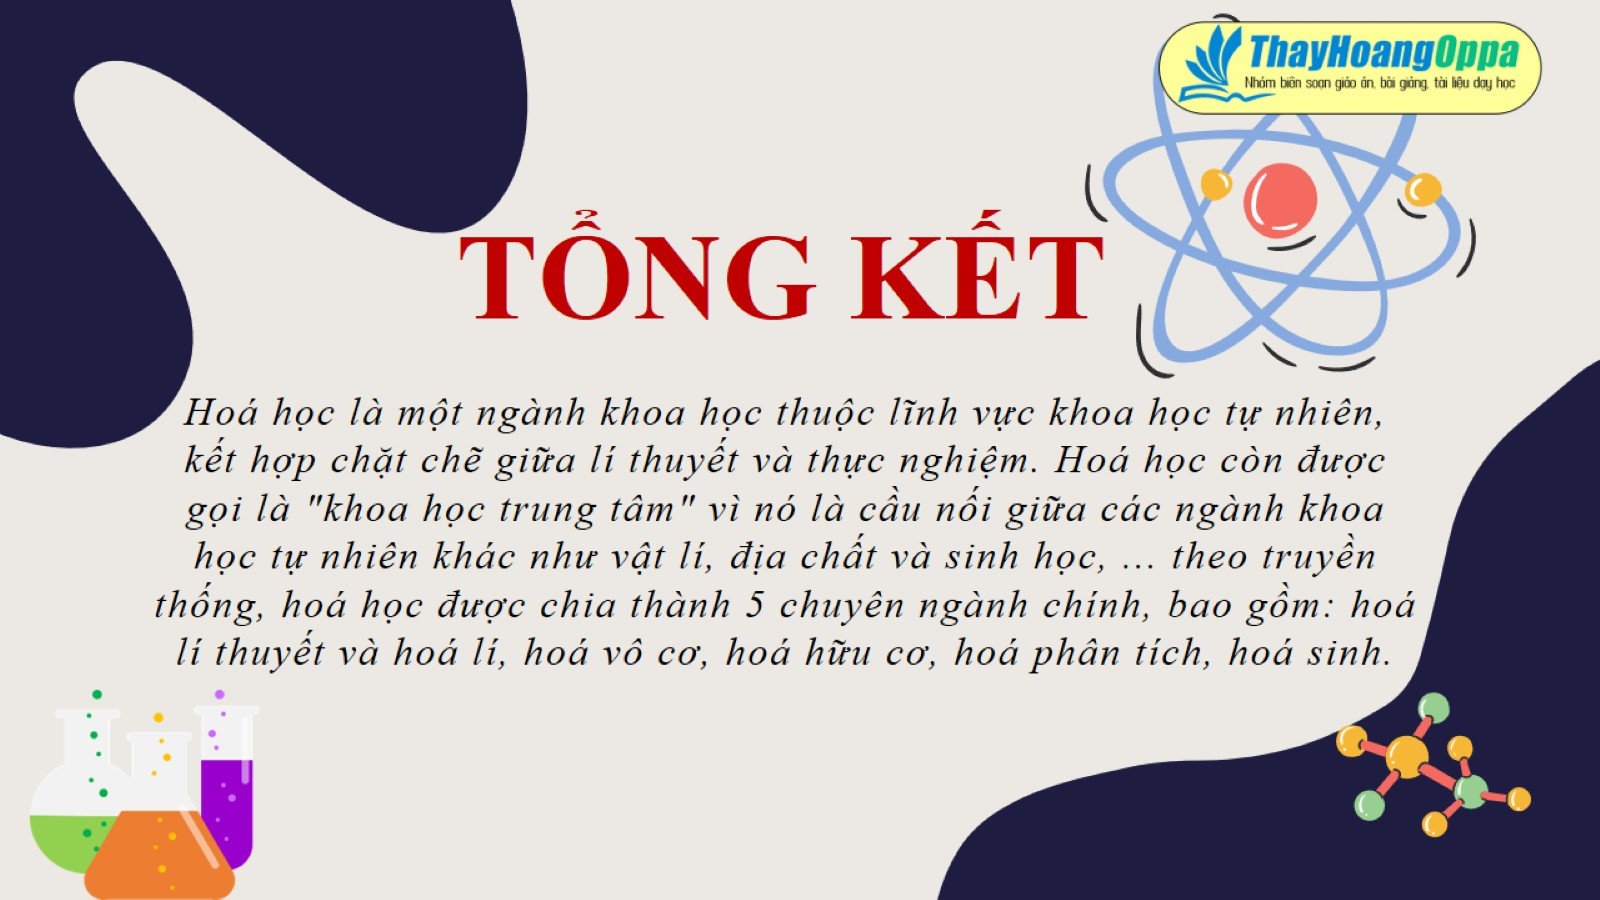 ThayHoangOppa
Nhóm biên soạn giáo án, bài giảng, tài liệu dạy học
TỔNG KẾT
Hoá học là một ngành khoa học thuộc lĩnh vực khoa học tự nhiên,
kết hợp chặt chẽ giữa lí thuyết và thực nghiệm. Hoá học còn được
gọi là "khoa học trung tâm" vì nó là cầu nối giữa các ngành khoa
học tự nhiên khác như vật lí, địa chất và sinh học, ... theo truyền
thống, hoá học được chia thành 5 chuyên ngành chính, bao gồm: hoá
lí thuyết và hoá lí, hoá vô cơ, hoá hữu cơ, hoá phân tích, hoá sinh.